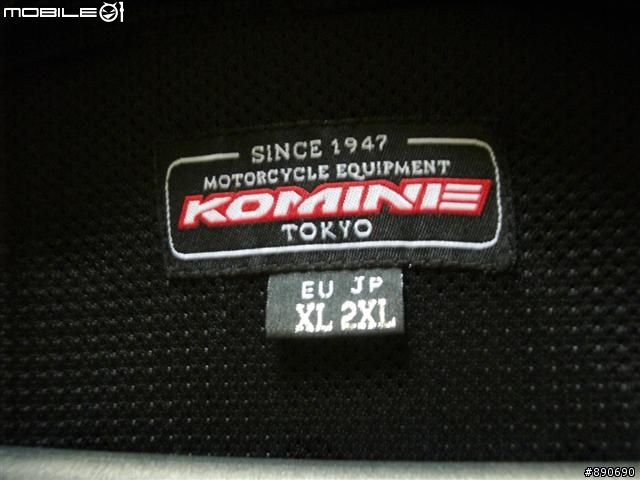 MOBILE01
SINCE 1947
MOTORCYCLE EQUIPMENT
KOMINE
TOKYO
EU JP
XL 2XL
#890690